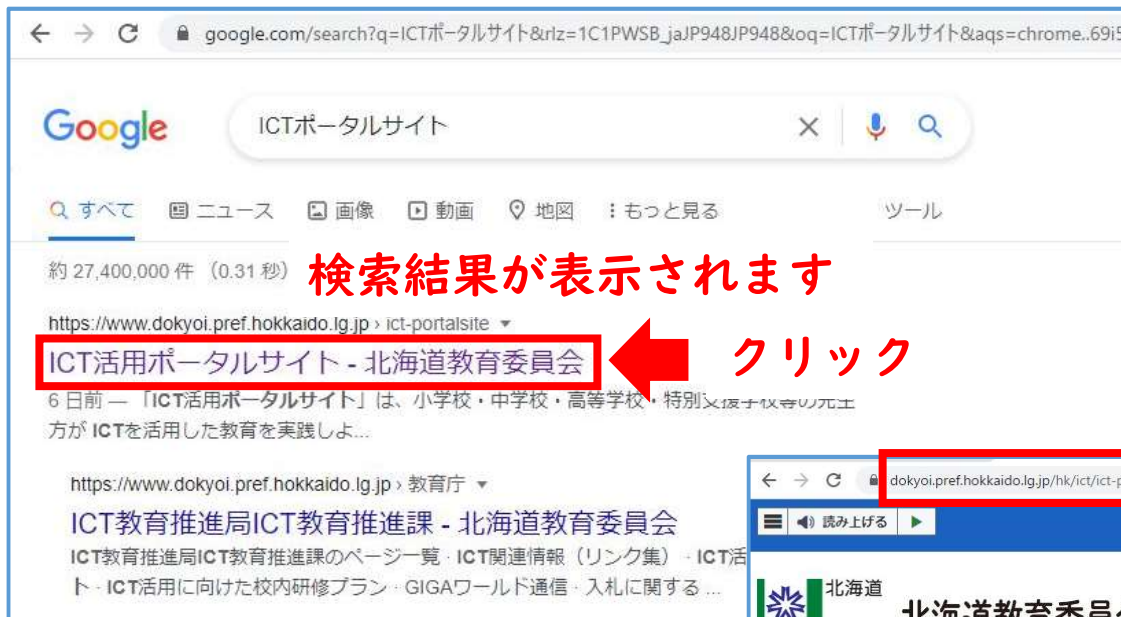 google.com/search?q=ICTポータルサイト&rlz=1C1PWSB_jaJP948JP948&oq=ICTポータルサイト&aqs=chrome..69i5
Google
ICTポータルサイト
すべて ニュース 画像 動画 地図 もっと見る ツール
約 27,400,000 件 (0.31 秒)
検索結果が表示されます
https://www.dokyoi.pref.hokkaido.lg.jp › ict-portalsite
ICT活用ポータルサイト - 北海道教育委員会
クリック
6 日前 — 「ICT活用ポータルサイト」は、小学校・中学校・高等学校・特別支援学校等の先生
方が ICTを活用した教育を実践しよ...
https://www.dokyoi.pref.hokkaido.lg.jp › 教育庁
ICT教育推進局ICT教育推進課 - 北海道教育委員会
ICT教育推進局ICT教育推進課のページ一覧 · ICT関連情報（リンク集） · ICT活
ト · ICT活用に向けた校内研修プラン · GIGAワールド通信 · 入札に関する ...
dokyoi.pref.hokkaido.lg.jp/hk/ict/ict-p
読み上げる
北海道
北海道教育委員会